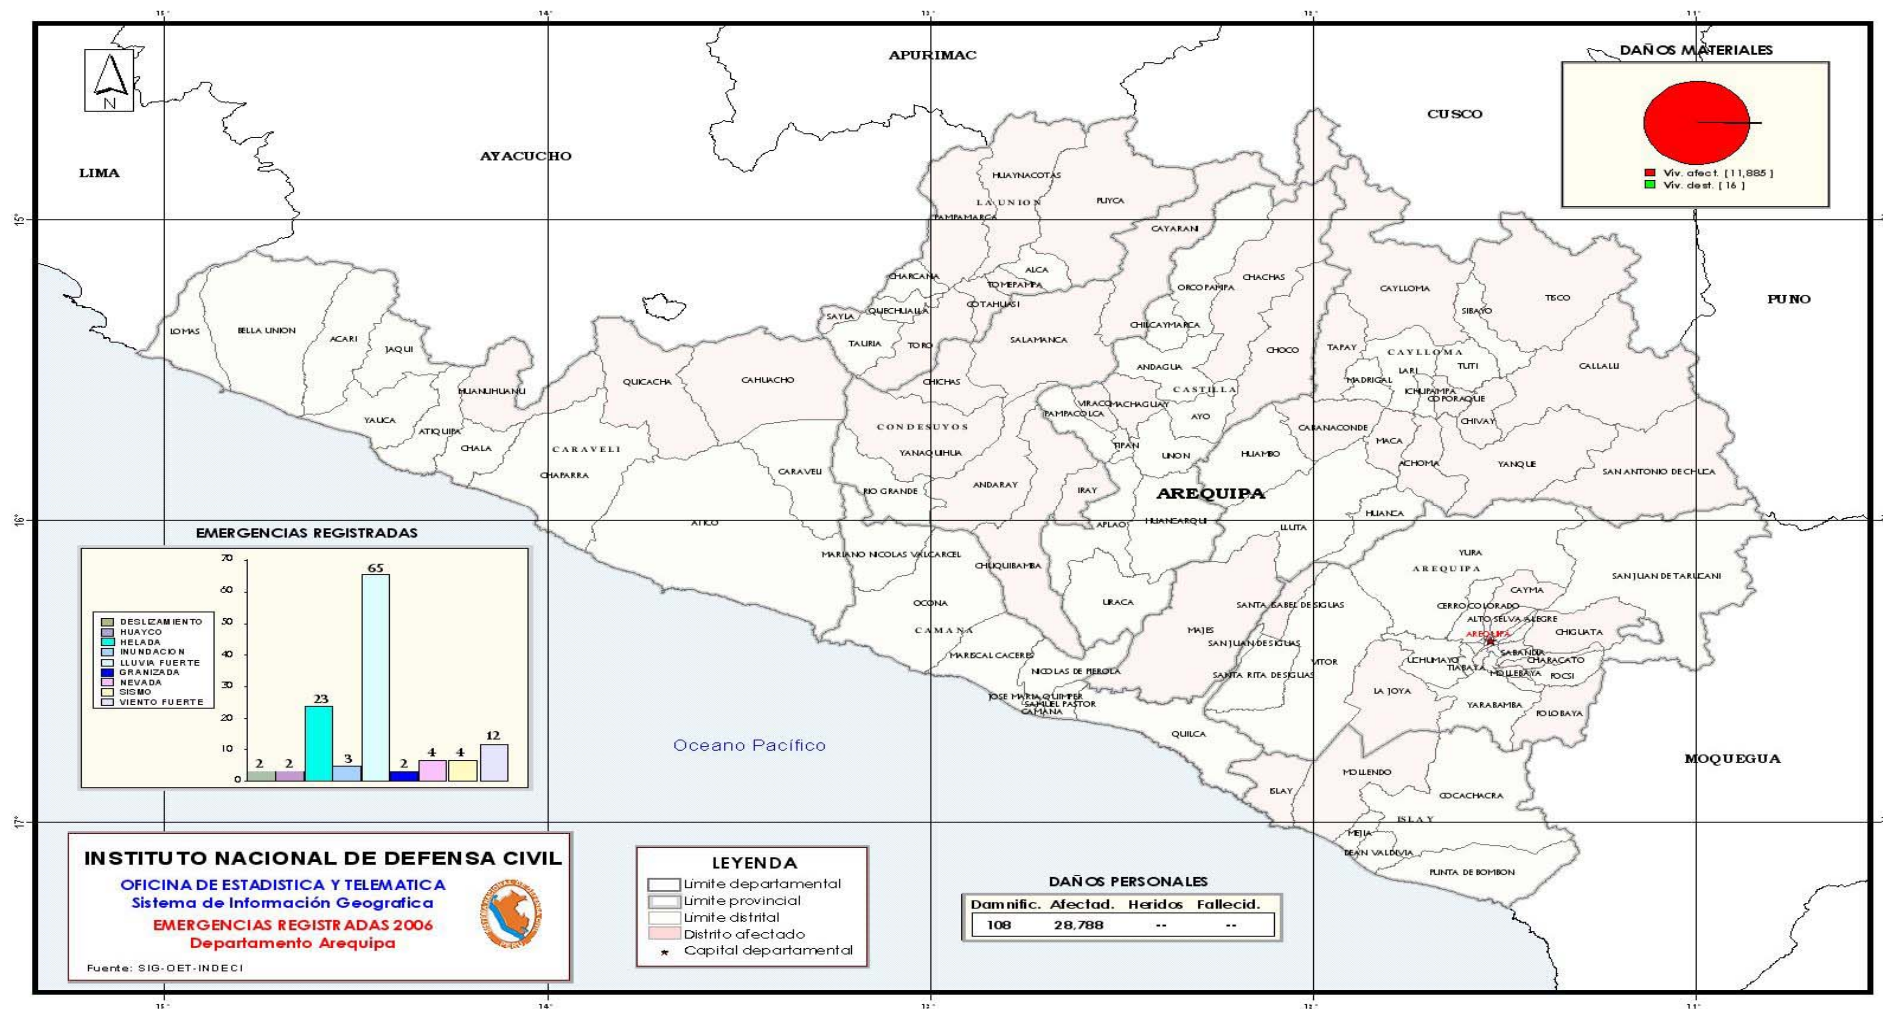 APURIMAC
DAÑOS MATERIALES
N
CUSCO
Viv. afect. [ 11,885 ]
Viv. dest. [ 16 ]
LIMA
AYACUCHO
15°
HUAYNACOTAS
LA UNION
PUYCA
PAMPAMARCA
CAYARANI
CHARCANA
ALCA
TOMEPAMPA
CHACHAS
ORCOPAMPA
CAYLLOMA
TISCO
PUNO
COTAHUASI
QUECHUALLA
SAYLA
SIBAYO
LOMAS
BELLA UNION
ACARI
JAQUI
TAURIA
TORO
SALAMANCA
CHILCAYMARCA
CHOCO
TAPAY
CAYLLOMA
HUANUHUANU
QUICACHA
CAHUACHO
CHICHAS
ANDAGUA
CASTILLA
MADRIGAL
LARI
TUTI
CALLALLI
ICHUPAMPA
COPORAQUE
YAUCA
ATIQUIPA
VIRACO
MACHAGUAY
PAMPACOLCA
AYO
CHIVAY
CONDESUYOS
CABANACONDE
MACA
CHALA
CARAVELI
YANAQUIHUA
TIPAN
UNON
HUAMBO
ACHOMA
YANQUE
SAN ANTONIO DE CHUCA
CHAPARRA
CARAVELI
RIO GRANDE
ANDARAY
IRAY
AREQUIPA
HUANCA
ATICO
APLAO
HUANCARQUI
LLUTA
16°
EMERGENCIAS REGISTRADAS
MARIANO NICOLAS VALCARCEL
CHUQUIBAMBA
YURA
AREQUIPA
SAN JUAN DE TARUCANI
70
60
50
40
30
20
10
0
2
2
23
3
65
2
4
4
12
DESLIZAMIENTO
HUAYCO
HELADA
INUNDACION
LLUVIA FUERTE
GRANIZADA
NEVADA
SISMO
VIENTO FUERTE
OCOÑA
CAMANA
URACA
SANTA ISABEL DE SIGUAS
CAYMA
CERRO COLORADO
ALTO SELVA ALEGRE
MAJES
AREQUIPA
CHIGUATA
SAN JUAN DE SIGUAS
MARISCAL CACERES
VITOR
UCHUMAYO
TIABAYA
SABANDIA
CHARACATO
NICOLAS DE PIEROLA
SANTA RITA DE SIGUAS
MOLLEBAYA
POCSI
LA JOYA
JOSE MARIA QUIMPER
SAMUEL PASTOR
CAMANA
YARABAMBA
POLOBAYA
QUILCA
Oceano Pacífico
MOQUEGUA
MOLLENDO
ISLAY
COCACHACRA
17°
ISLAY
MEJIA
DEAN VALDIVIA
PUNTA DE BOMBON
INSTITUTO NACIONAL DE DEFENSA CIVIL
OFICINA DE ESTADISTICA Y TELEMATICA
Sistema de Información Geografica
EMERGENCIAS REGISTRADAS 2006
Departamento Arequipa
Fuente: SIG-OET-INDECI
LEYENDA
Límite departamental
Límite provincial
Límite distrital
Distrito afectado
Capital departamental
DAÑOS PERSONALES
Damnific. Afectad. Heridos Fallecid.
108 28,788 -- --